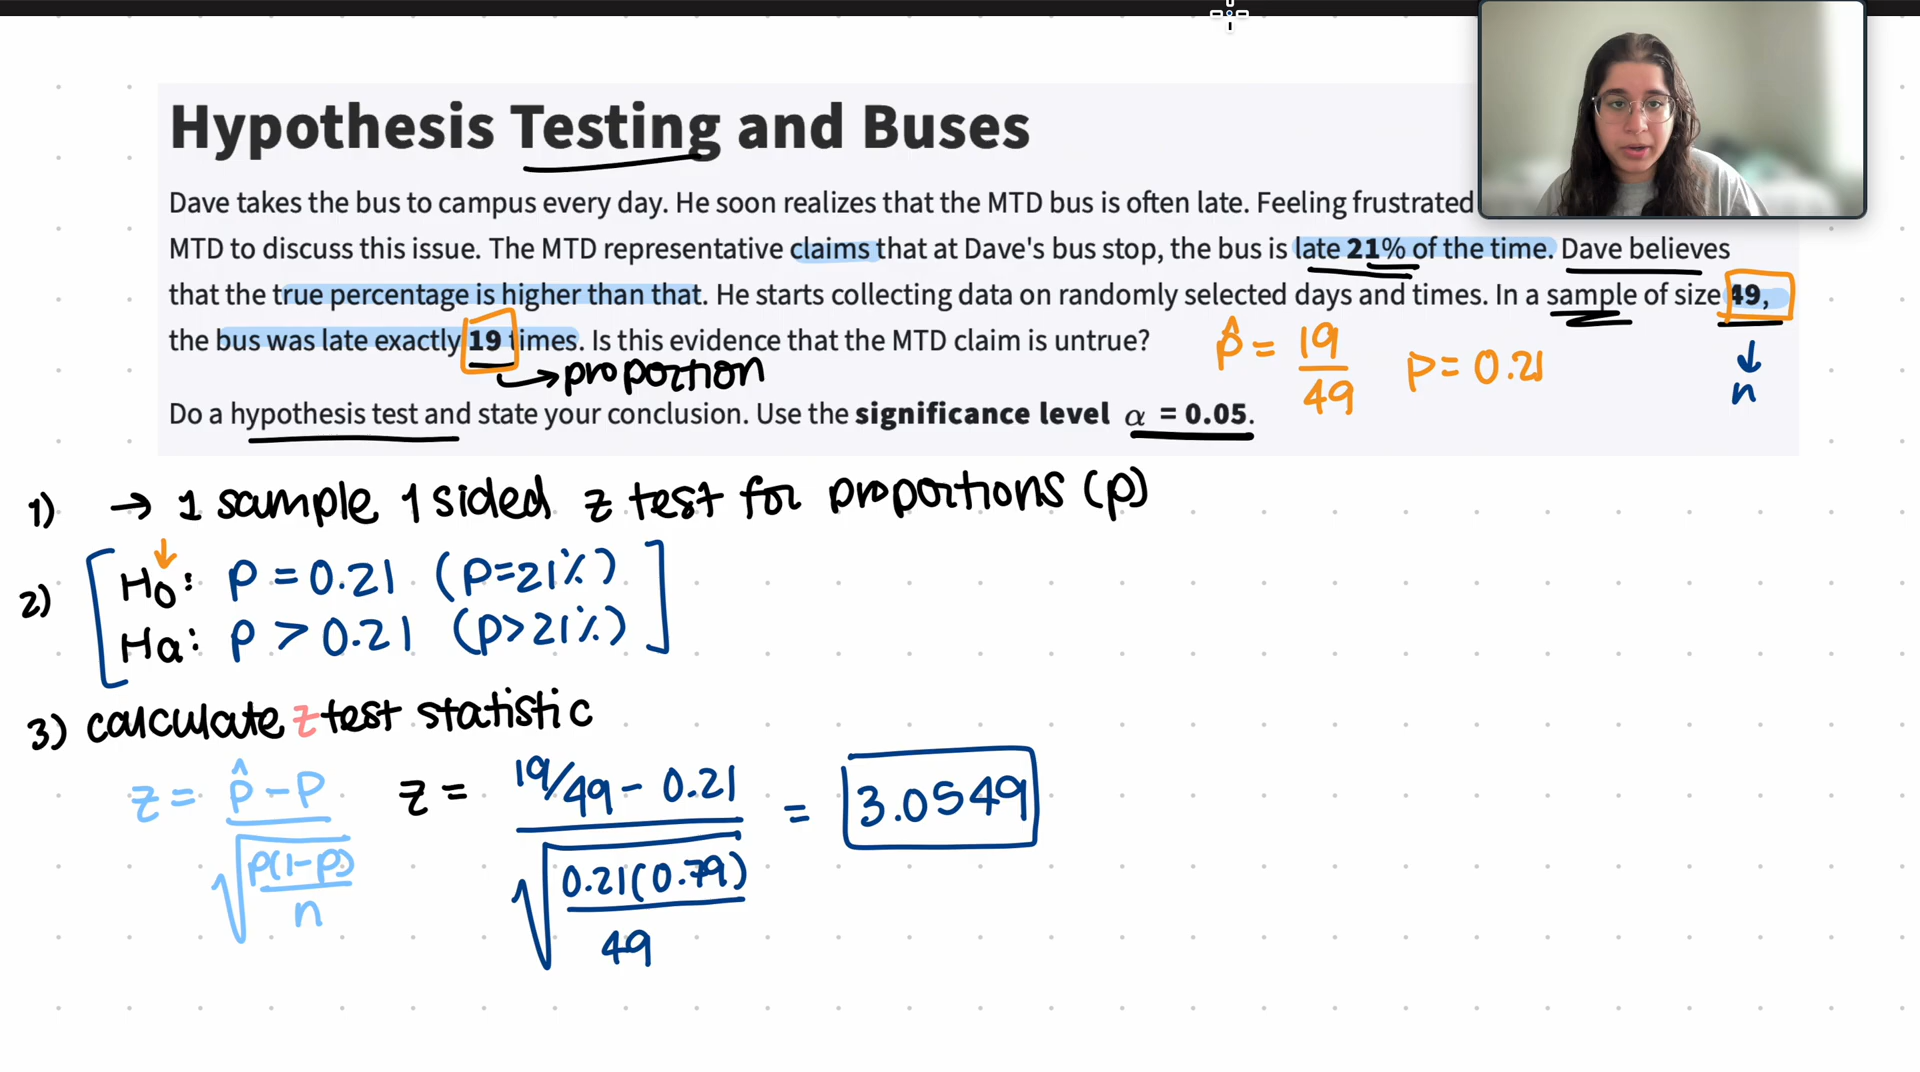 Hypothesis Testing and Buses
Dave takes the bus to campus every day. He soon realizes that the MTD bus is often late. Feeling frustrated
MTD to discuss this issue. The MTD representative claims that at Dave's bus stop, the bus is late 21% of the time. Dave believes
that the true percentage is higher than that. He starts collecting data on randomly selected days and times. In a sample of size 49,
the bus was late exactly 19 times. Is this evidence that the MTD claim is untrue?
→ proportion
p̂ = 19/49
p = 0.21
↓
n
Do a hypothesis test and state your conclusion. Use the significance level α = 0.05.
1) → 1 sample 1 sided z test for proportions (p)
2)
Ho: p = 0.21 (p=21%)
Ha: p > 0.21 (p>21%)
3) calculate z test statistic
z = (p̂ - p) / √(p(1-p)/n)
z = (19/49 - 0.21) / √(0.21(0.79)/49) = 3.0549